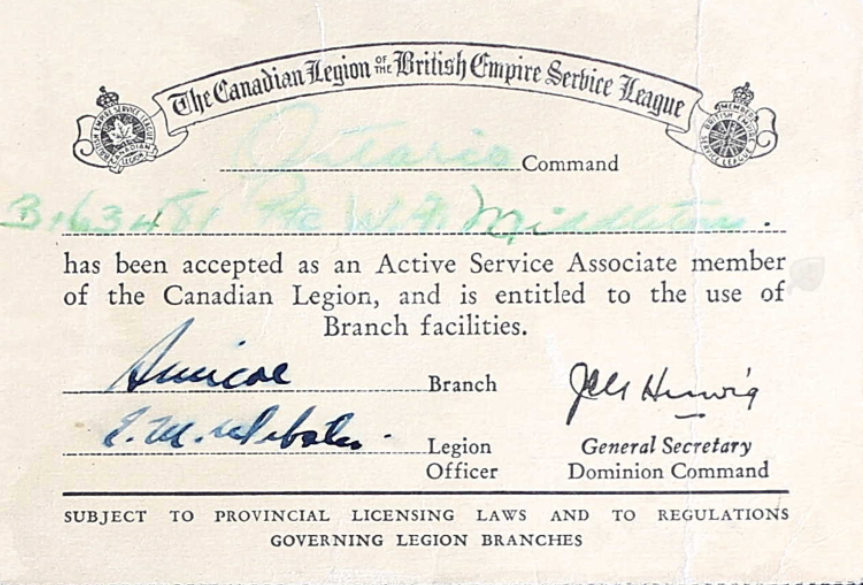 The Canadian Legion OF THE British Empire Service League
Ontario Command
B.163481 Pte W. Middleton.
has been accepted as an Active Service Associate member
of the Canadian Legion, and is entitled to the use of
Branch facilities.
Simcoe Branch
Legion
Officer
General Secretary
Dominion Command
SUBJECT TO PROVINCIAL LICENSING LAWS AND TO REGULATIONS
GOVERNING LEGION BRANCHES